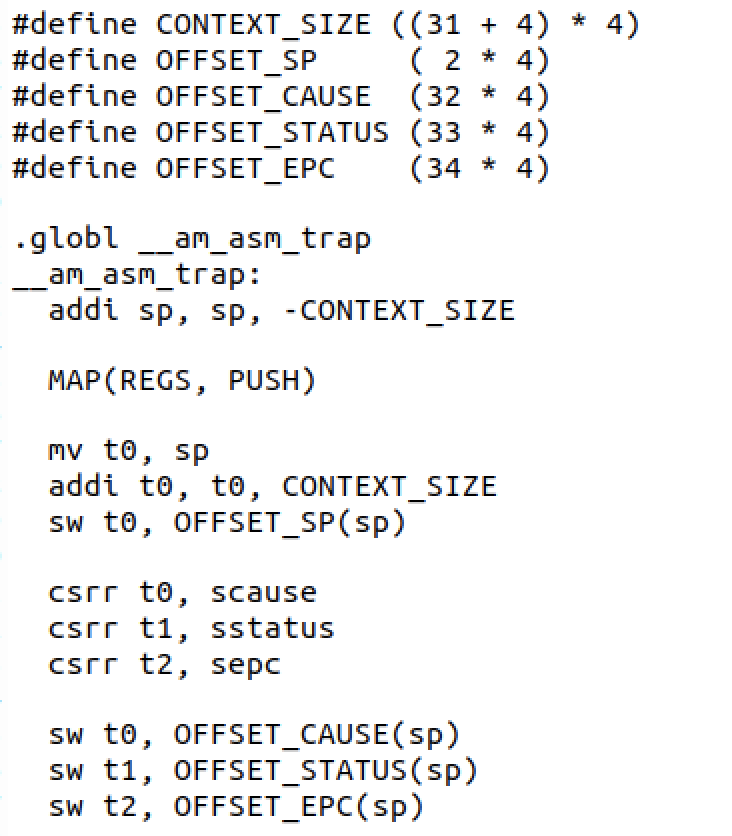 #define CONTEXT_SIZE ((31 + 4) * 4)
#define OFFSET_SP     ( 2 * 4)
#define OFFSET_CAUSE  (32 * 4)
#define OFFSET_STATUS (33 * 4)
#define OFFSET_EPC    (34 * 4)

.globl __am_asm_trap
__am_asm_trap:
  addi sp, sp, -CONTEXT_SIZE

  MAP(REGS, PUSH)

  mv t0, sp
  addi t0, t0, CONTEXT_SIZE
  sw t0, OFFSET_SP(sp)

  csrr t0, scause
  csrr t1, sstatus
  csrr t2, sepc

  sw t0, OFFSET_CAUSE(sp)
  sw t1, OFFSET_STATUS(sp)
  sw t2, OFFSET_EPC(sp)